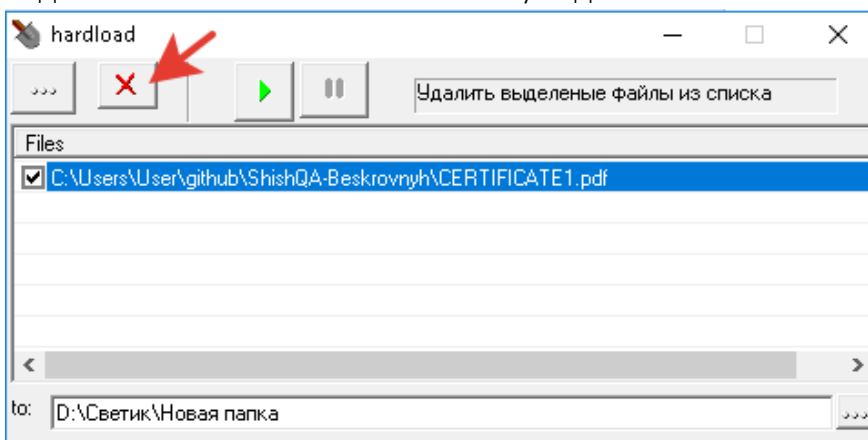 hardload
... Удалить выделеные файлы из списка
Files
C:\Users\User\github\ShishQA-Beskrovnyh\CERTIFICATE1.pdf
to: D:\Светик\Новая папка ...